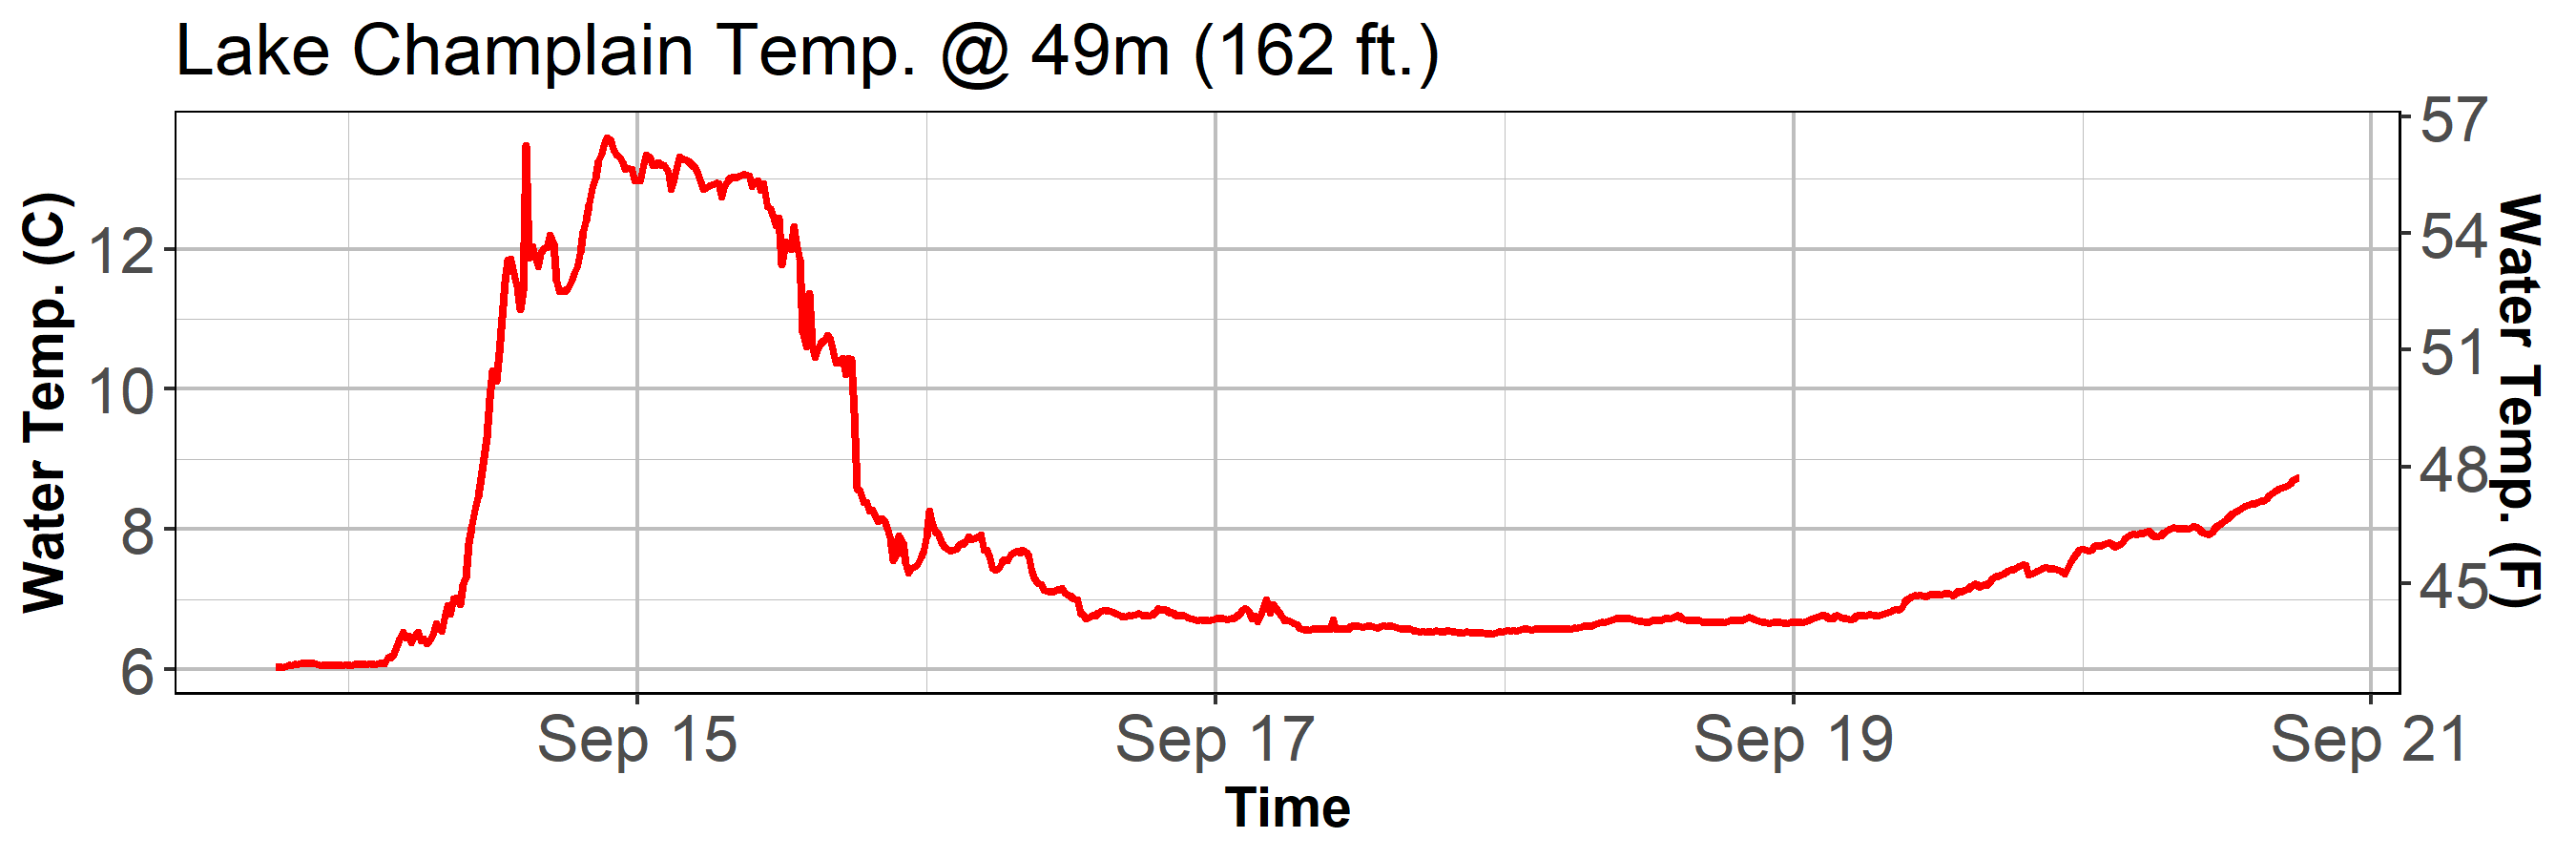 Lake Champlain Temp. @ 49m (162 ft.)
Water Temp. (C)
12
10
8
6
57
54
51
48
45
Water Temp. (F)
Sep 15 Sep 17 Sep 19 Sep 21
Time